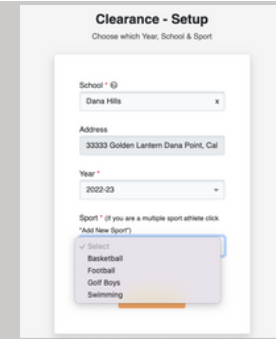 Clearance - Setup
Choose which Year, School & Sport
School *
Dana Hills x
Address
33333 Golden Lantern Dana Point, Cal
Year *
2022-23
Sport * (If you are a multiple sport athlete click
"Add New Sport")
✓ Select
Basketball
Football
Golf Boys
Swimming